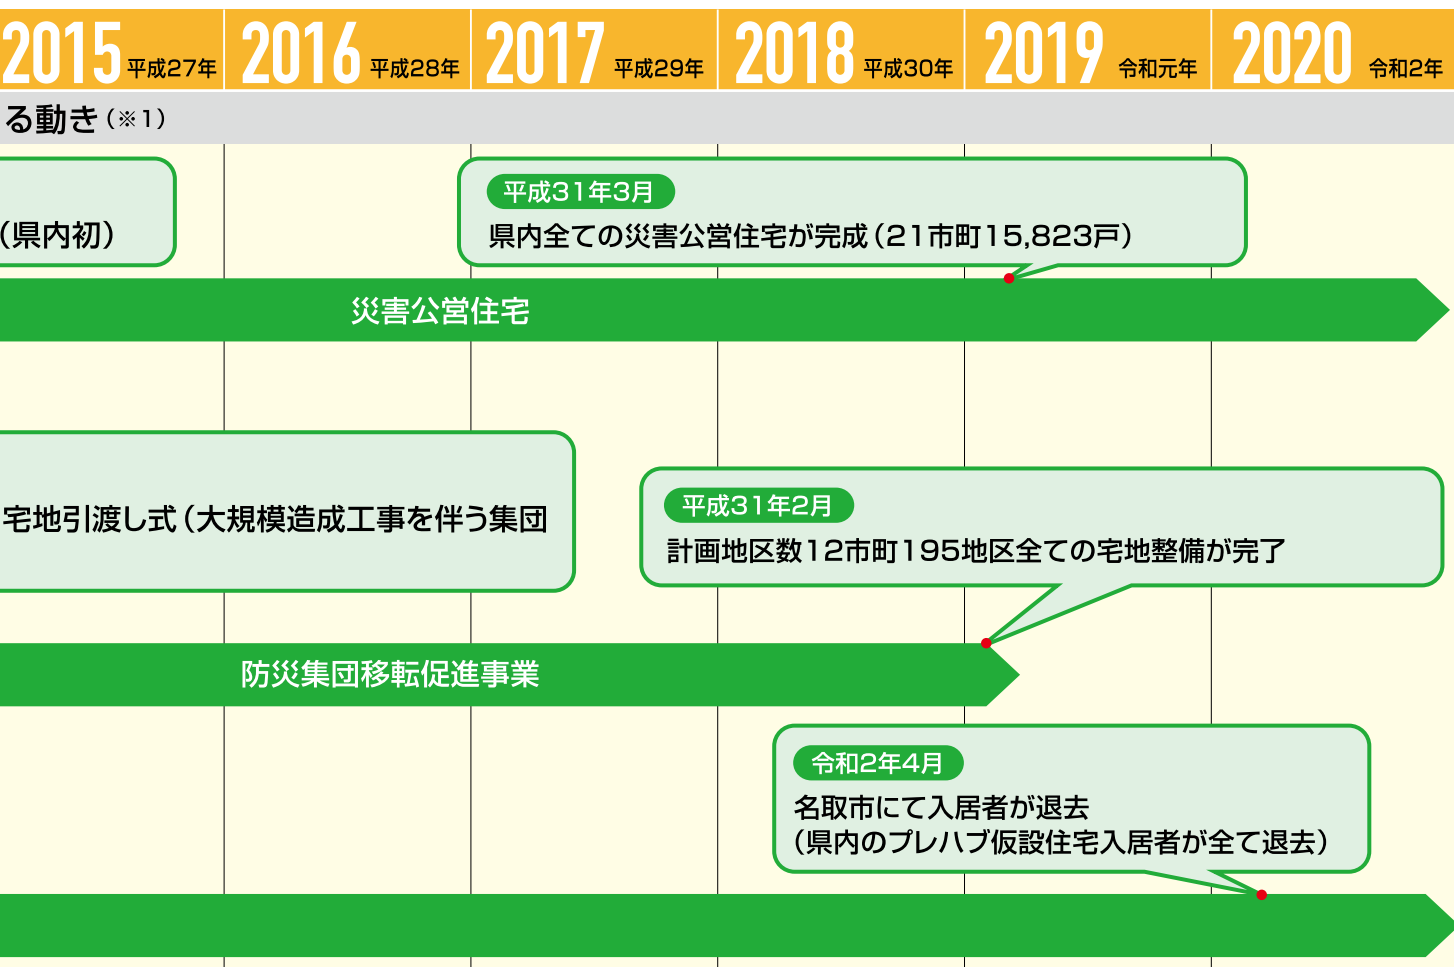 2015 平成27年 2016 平成28年 2017 平成29年 2018 平成30年 2019 令和元年 2020 令和2年
る動き（※1）
平成31年3月
（県内初）
県内全ての災害公営住宅が完成（21市町15,823戸）
災害公営住宅
平成31年2月
宅地引渡し式（大規模造成工事を伴う集団
計画地区数12市町195地区全ての宅地整備が完了
防災集団移転促進事業
令和2年4月
名取市にて入居者が退去
（県内のプレハブ仮設住宅入居者が全て退去）